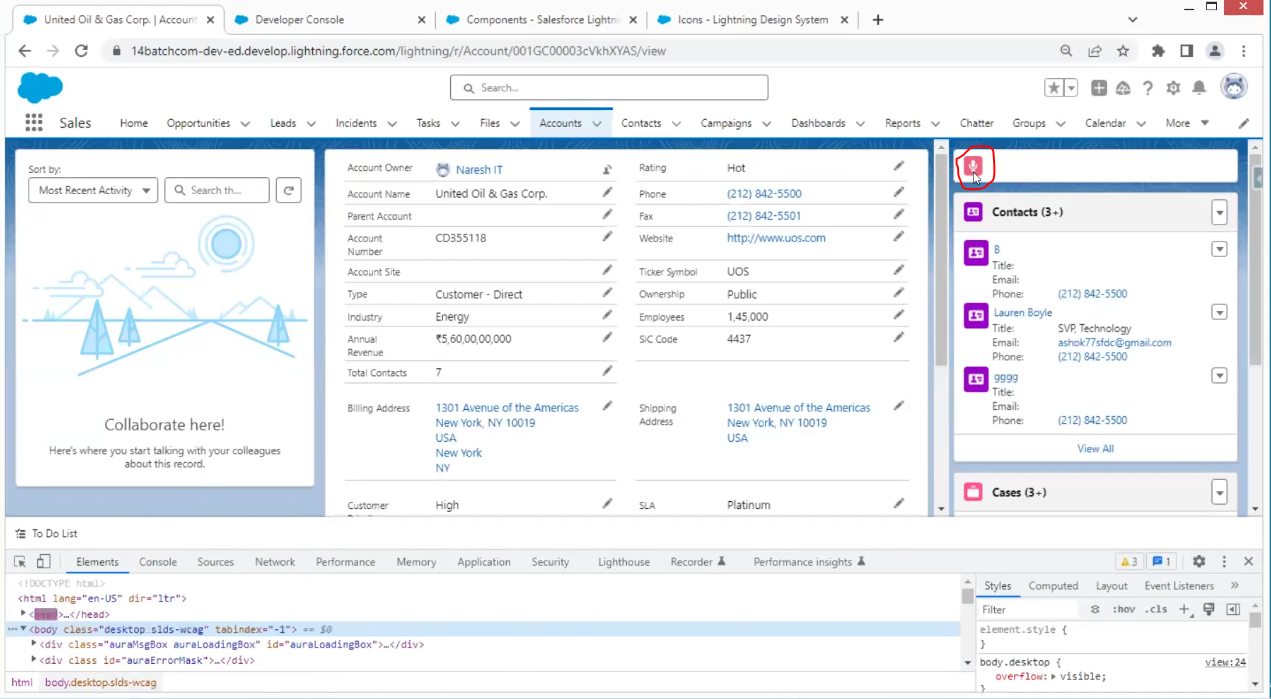 United Oil & Gas Corp. | Account
Developer Console
Components - Salesforce Lightni
Icons - Lightning Design System
14batchcom-dev-ed.develop.lightning.force.com/lightning/r/Account/001GC00003cVkhXYAS/view
Search...
Sales
Home
Opportunities
Leads
Incidents
Tasks
Files
Accounts
Contacts
Campaigns
Dashboards
Reports
Chatter
Groups
Calendar
More
Sort by:
Most Recent Activity
Search th...
Collaborate here!
Here's where you start talking with your colleagues
about this record.
Account Owner
Naresh IT
Rating
Hot
Account Name
United Oil & Gas Corp.
Phone
(212) 842-5500
Parent Account
Fax
(212) 842-5501
Account
Number
CD355118
Website
http://www.uos.com
Account Site
Ticker Symbol
UOS
Type
Customer - Direct
Ownership
Public
Industry
Energy
Employees
1,45,000
Annual
Revenue
₹5,60,00,00,000
SIC Code
4437
Total Contacts
7
Billing Address
1301 Avenue of the Americas
New York, NY 10019
USA
New York
NY
Shipping
Address
1301 Avenue of the Americas
New York, NY 10019
USA
Customer
High
SLA
Platinum
Contacts (3+)
B
Title:
Email:
Phone: (212) 842-5500
Lauren Boyle
Title: SVP, Technology
Email: ashok77sfdc@gmail.com
Phone: (212) 842-5500
gggg
Title:
Email:
Phone: (212) 842-5500
View All
Cases (3+)
To Do List
Elements
Console
Sources
Network
Performance
Memory
Application
Security
Lighthouse
Recorder
Performance insights
3
1
<!DOCTYPE html>
<html lang="en-US" dir="ltr">
<head>…</head>
<body class="desktop slds-wcag" tabindex="-1"> == $0
<div class="auraMsgBox auraLoadingBox" id="auraLoadingBox">…</div>
<div class id="auraErrorMask">…</div>
html body.desktop.slds-wcag
Styles
Computed
Layout
Event Listeners
Filter
:hov .cls
element.style {
}
body.desktop {
view:24
overflow: visible;
}